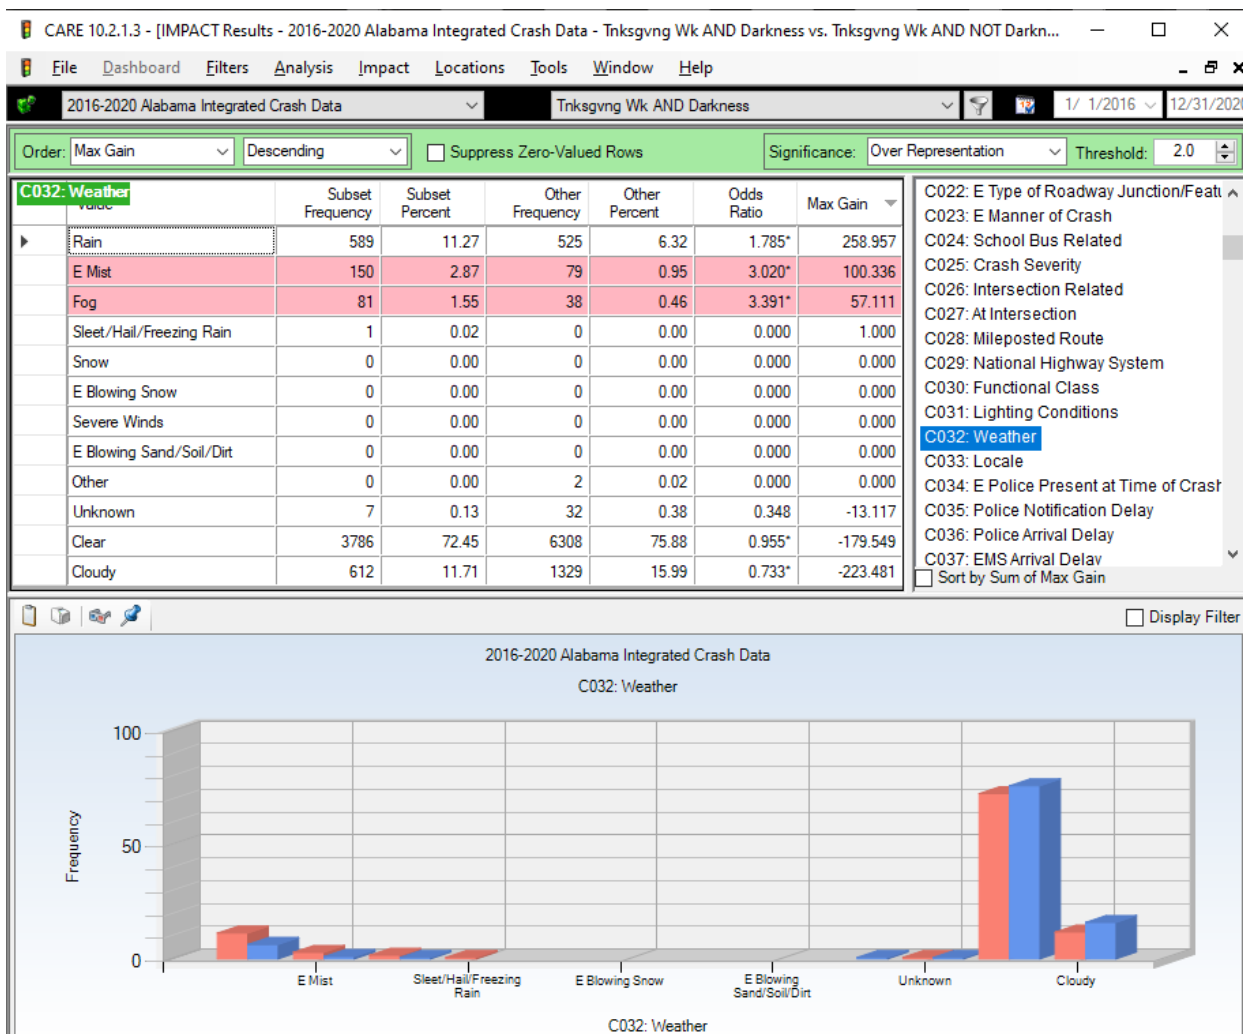 CARE 10.2.1.3 - [IMPACT Results - 2016-2020 Alabama Integrated Crash Data - Tnksgvng Wk AND Darkness vs. Tnksgvng Wk AND NOT Darkn...
File Dashboard Filters Analysis Impact Locations Tools Window Help
2016-2020 Alabama Integrated Crash Data Tnksgvng Wk AND Darkness 1/ 1/2016 12/31/2020
Order: Max Gain Descending Suppress Zero-Valued Rows Significance: Over Representation Threshold: 2.0
C032: Weather
Value Subset Frequency Subset Percent Other Frequency Other Percent Odds Ratio Max Gain
Rain 589 11.27 525 6.32 1.785* 258.957
E Mist 150 2.87 79 0.95 3.020* 100.336
Fog 81 1.55 38 0.46 3.391* 57.111
Sleet/Hail/Freezing Rain 1 0.02 0 0.00 0.000 1.000
Snow 0 0.00 0 0.00 0.000 0.000
E Blowing Snow 0 0.00 0 0.00 0.000 0.000
Severe Winds 0 0.00 0 0.00 0.000 0.000
E Blowing Sand/Soil/Dirt 0 0.00 0 0.00 0.000 0.000
Other 0 0.00 2 0.02 0.000 0.000
Unknown 7 0.13 32 0.38 0.348 -13.117
Clear 3786 72.45 6308 75.88 0.955* -179.549
Cloudy 612 11.71 1329 15.99 0.733* -223.481
C022: E Type of Roadway Junction/Featu
C023: E Manner of Crash
C024: School Bus Related
C025: Crash Severity
C026: Intersection Related
C027: At Intersection
C028: Mileposted Route
C029: National Highway System
C030: Functional Class
C031: Lighting Conditions
C032: Weather
C033: Locale
C034: E Police Present at Time of Crash
C035: Police Notification Delay
C036: Police Arrival Delay
C037: EMS Arrival Delay
Sort by Sum of Max Gain
Display Filter
2016-2020 Alabama Integrated Crash Data
C032: Weather
100
50
0
Frequency
E Mist
Sleet/Hail/Freezing
Rain
E Blowing Snow
E Blowing
Sand/Soil/Dirt
Unknown
Cloudy
C032: Weather